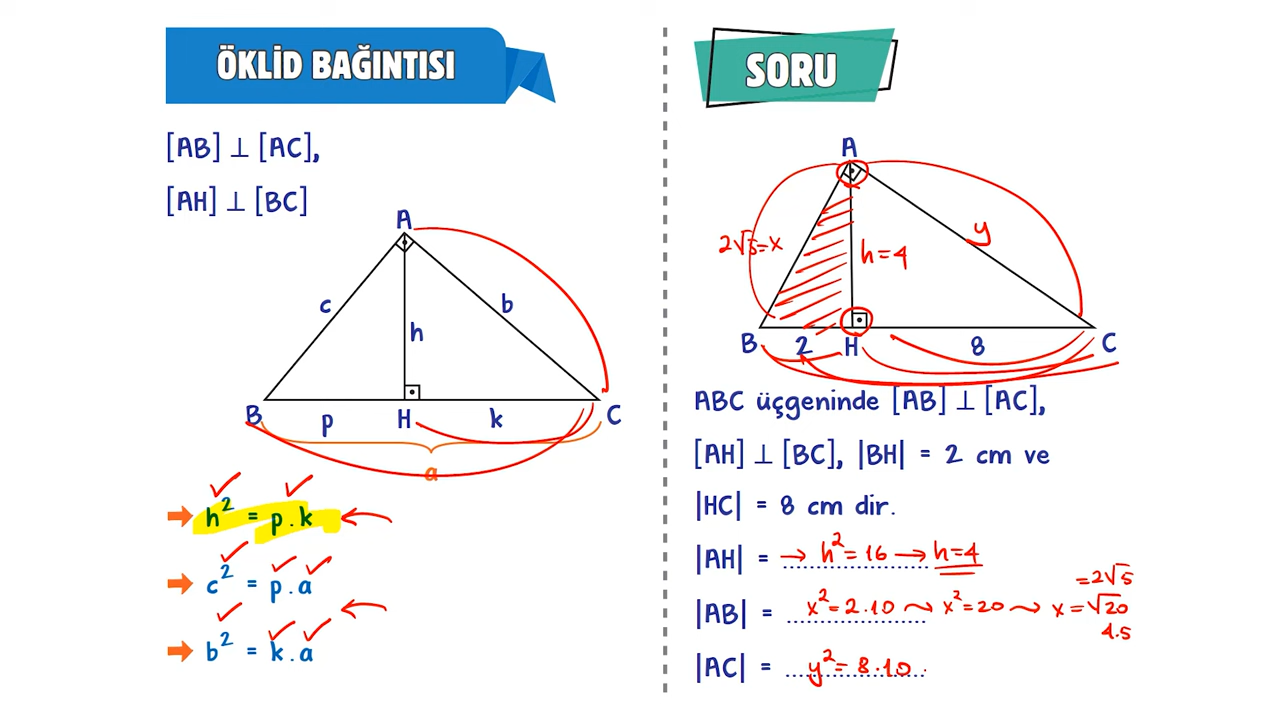 ÖKLİD BAĞINTISI
[AB] ⊥ [AC],
[AH] ⊥ [BC]
A
c
b
h
B
p
H
k
C
a
h² = p.k
c² = p.a
b² = k.a
SORU
A
2√5=x
h=4
y
B
2
H
8
C
ABC üçgeninde [AB] ⊥ [AC],
[AH] ⊥ [BC], |BH| = 2 cm ve
|HC| = 8 cm dir.
|AH| = → h²=16 → h=4
=2√5
|AB| = x²=2.10 ⤳ x²=20 ⤳ x=√20
4.5
|AC| = y²=8.10